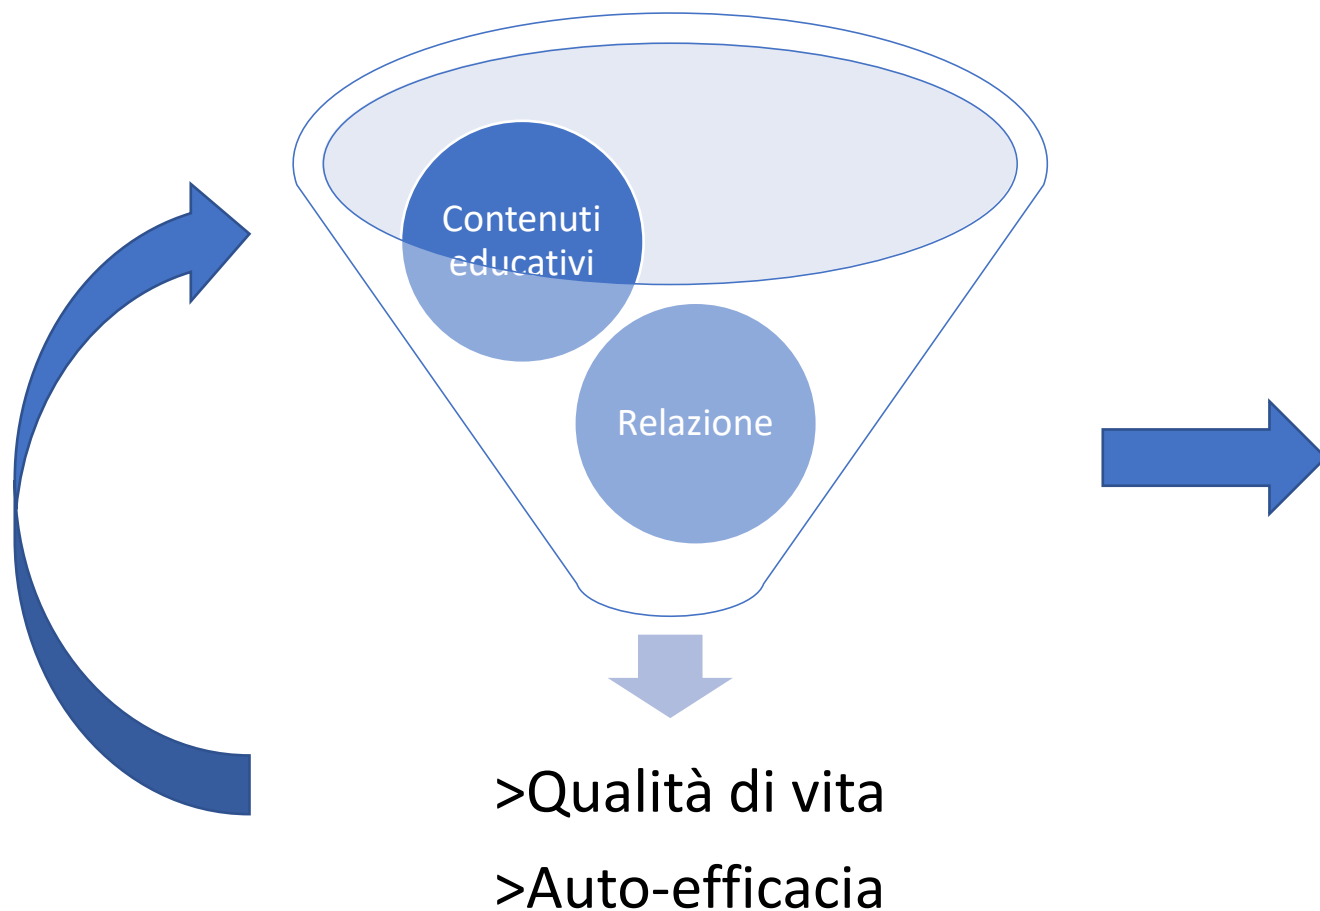 Contenuti
educativi
Relazione
>Qualità di vita
>Auto-efficacia